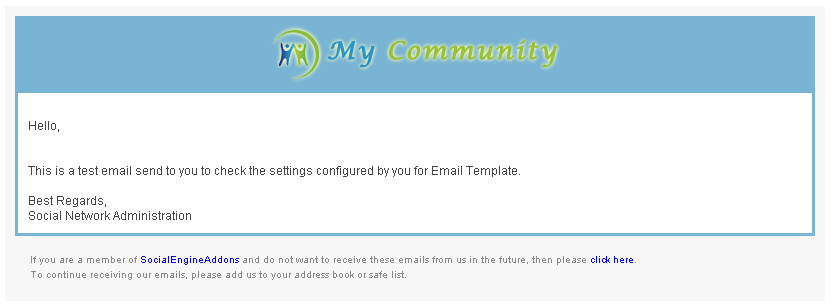 My Community
Hello,
This is a test email send to you to check the settings configured by you for Email Template.
Best Regards,
Social Network Administration
If you are a member of SocialEngineAddons and do not want to receive these emails from us in the future, then please click here.
To continue receiving our emails, please add us to your address book or safe list.